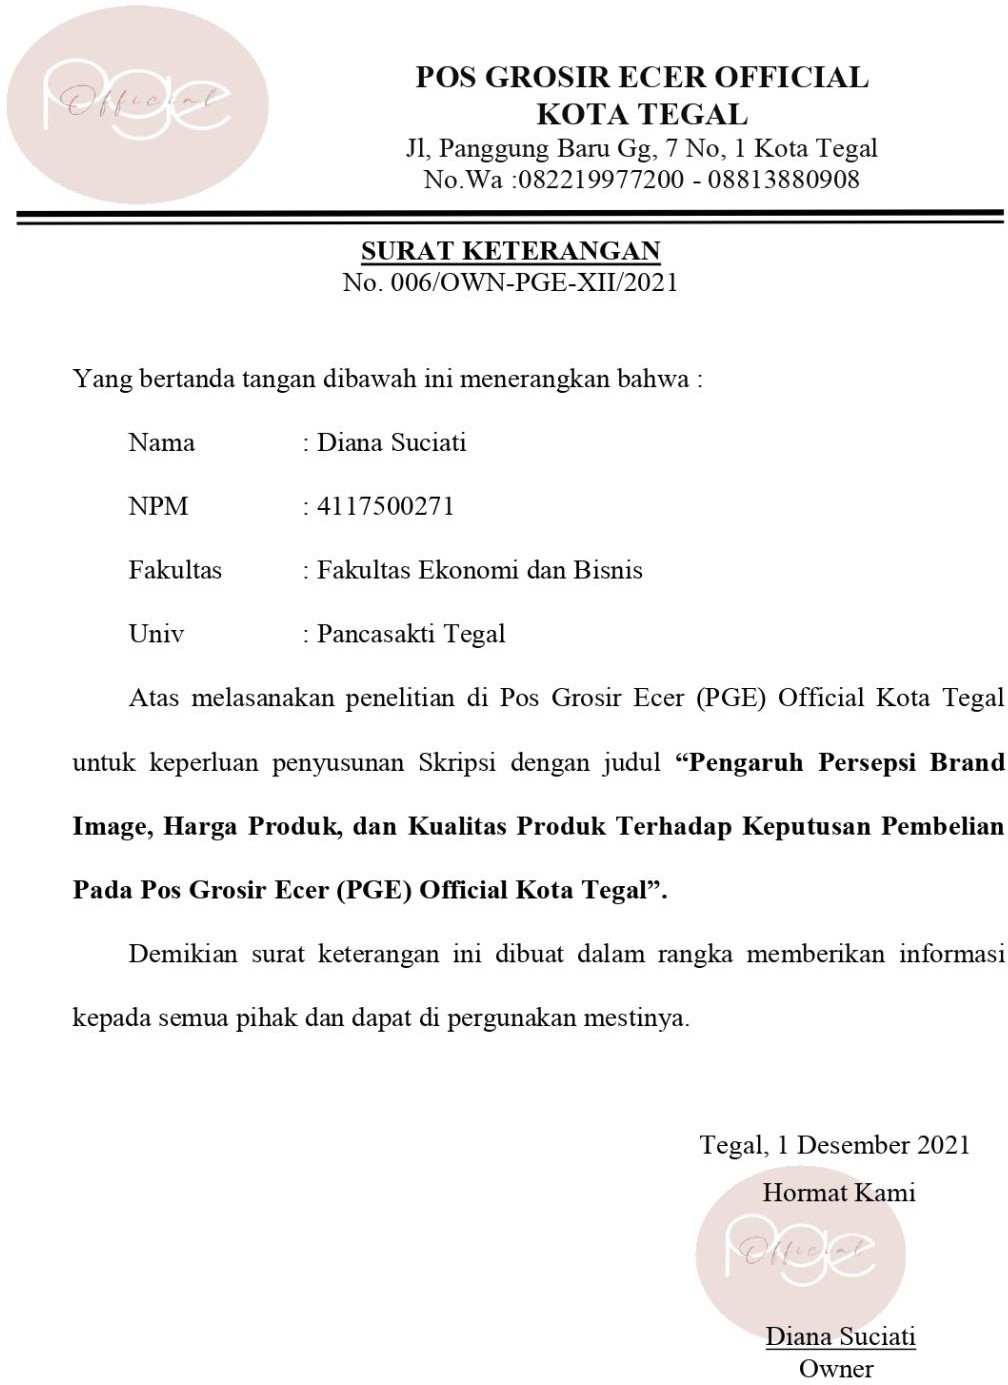 Pge
Official
POS GROSIR ECER OFFICIAL
KOTA TEGAL
Jl, Panggung Baru Gg, 7 No, 1 Kota Tegal
No.Wa :082219977200 - 08813880908
SURAT KETERANGAN
No. 006/OWN-PGE-XII/2021
Yang bertanda tangan dibawah ini menerangkan bahwa :
Nama : Diana Suciati
NPM : 4117500271
Fakultas : Fakultas Ekonomi dan Bisnis
Univ : Pancasakti Tegal
Atas melasanakan penelitian di Pos Grosir Ecer (PGE) Official Kota Tegal
untuk keperluan penyusunan Skripsi dengan judul “Pengaruh Persepsi Brand
Image, Harga Produk, dan Kualitas Produk Terhadap Keputusan Pembelian
Pada Pos Grosir Ecer (PGE) Official Kota Tegal”.
Demikian surat keterangan ini dibuat dalam rangka memberikan informasi
kepada semua pihak dan dapat di pergunakan mestinya.
Tegal, 1 Desember 2021
Hormat Kami
Pge
Official
Diana Suciati
Owner